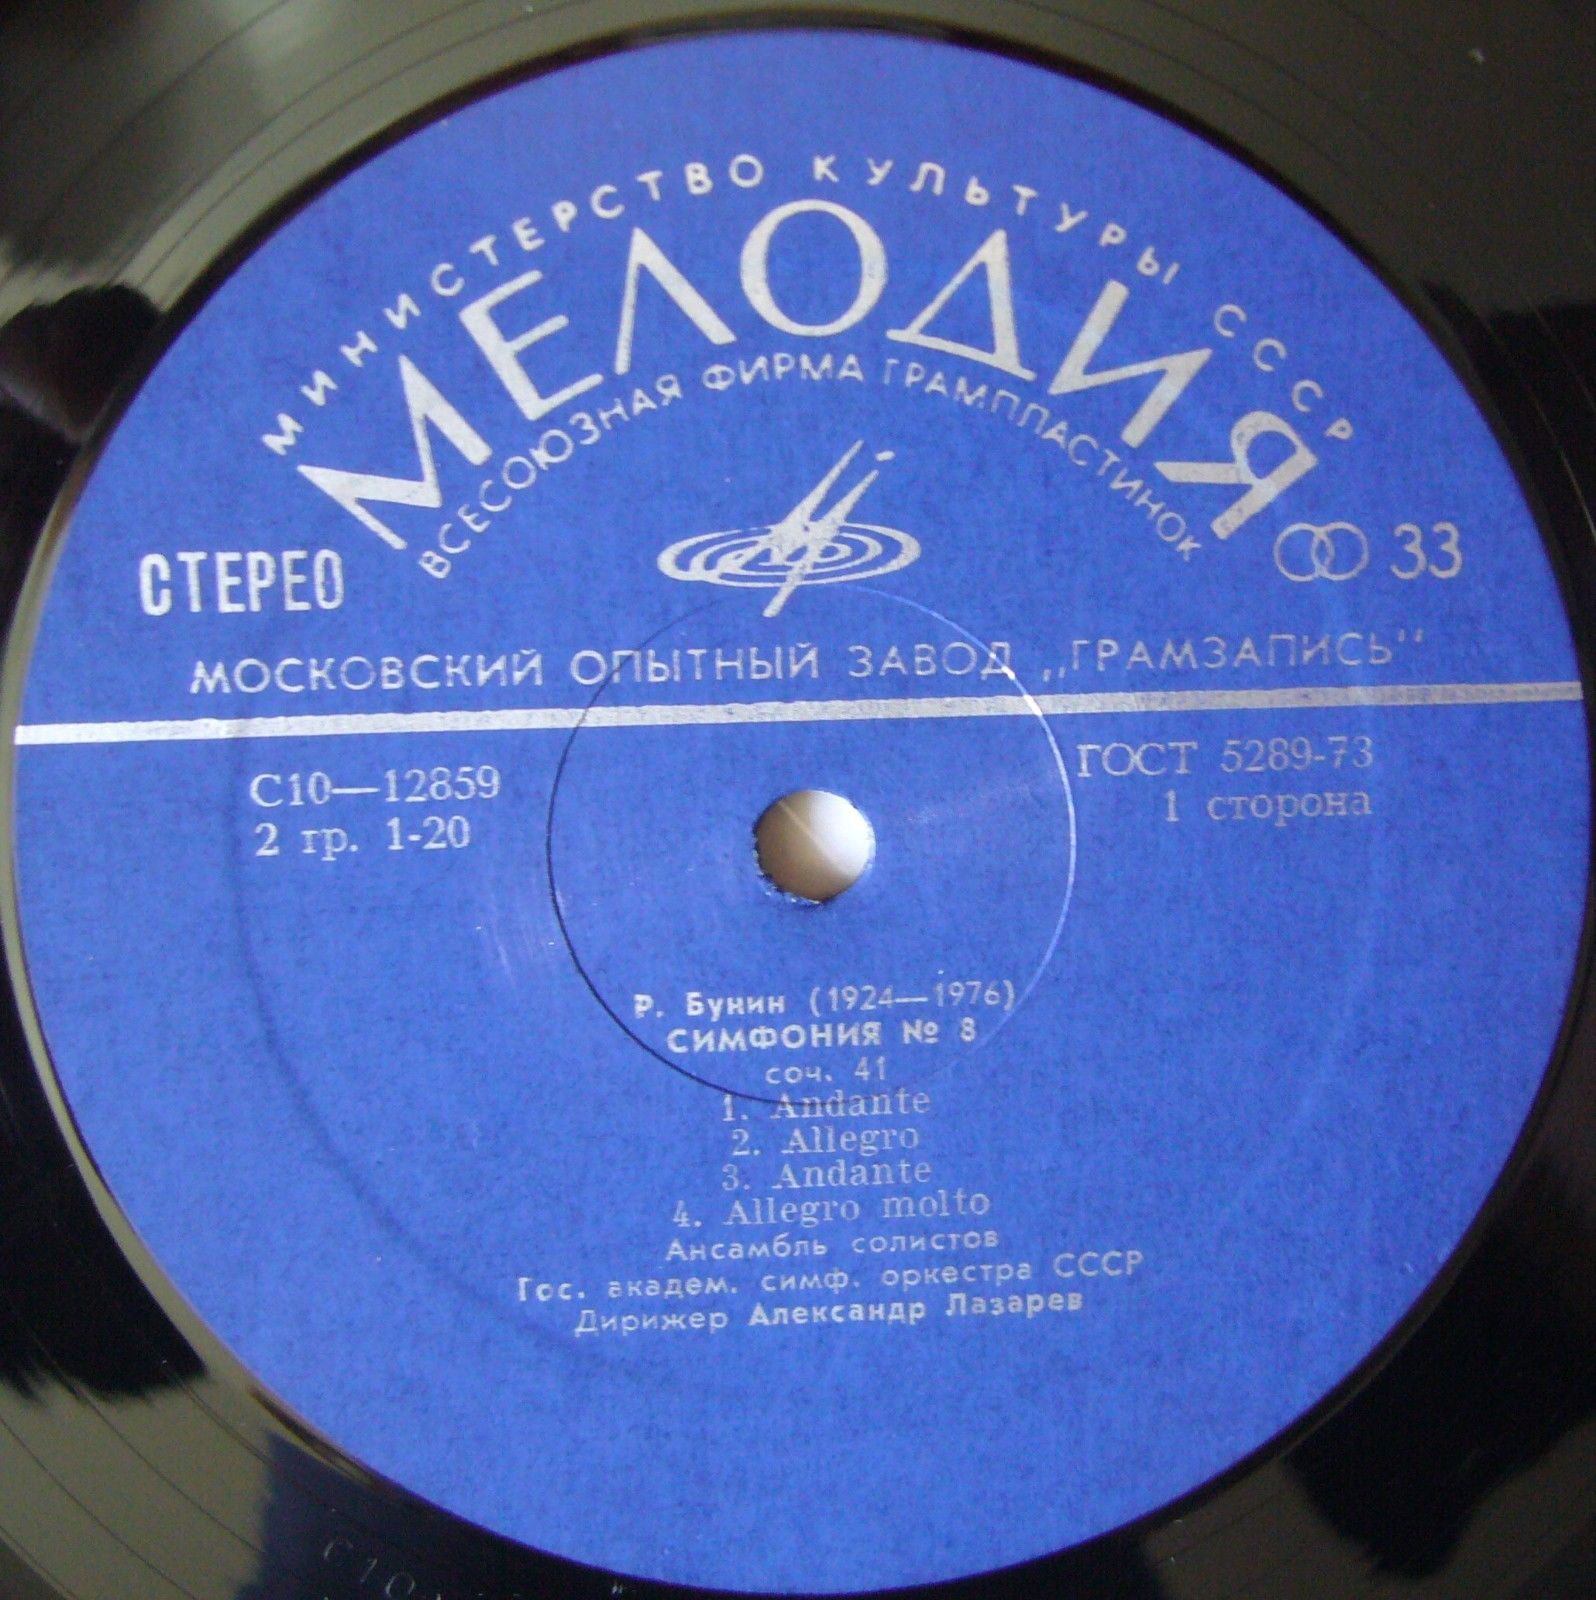 МИНИСТЕРСТВО КУЛЬТУРЫ СССР
МЕЛОДИЯ
ВСЕСОЮЗНАЯ ФИРМА ГРАМПЛАСТИНОК
СТЕРЕО
33
МОСКОВСКИЙ ОПЫТНЫЙ ЗАВОД „ГРАМЗАПИСЬ"
С10—12859
ГОСТ 5289-73
2 гр. 1-20
1 сторона
Р. Бунин (1924—1976)
СИМФОНИЯ № 8
соч. 41
1. Andante
2. Allegro
3. Andante
4. Allegro molto
Ансамбль солистов
Гос. академ. симф. оркестра СССР
Дирижер Александр Лазарев